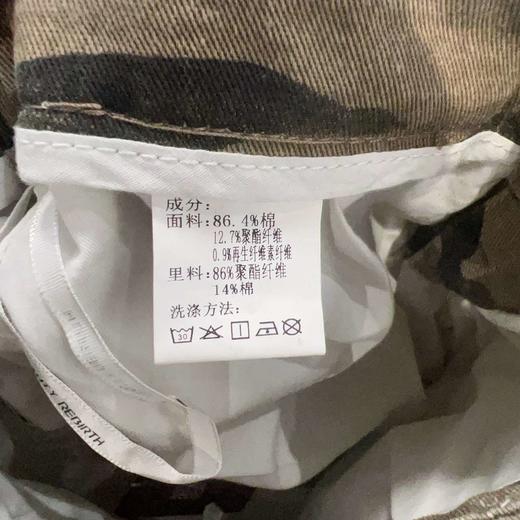 成分:
面料:86.4%棉
12.7%聚酯纤维
0.9%再生纤维素纤维
里料:86%聚酯纤维
14%棉
洗涤方法:
30
REBIRTH